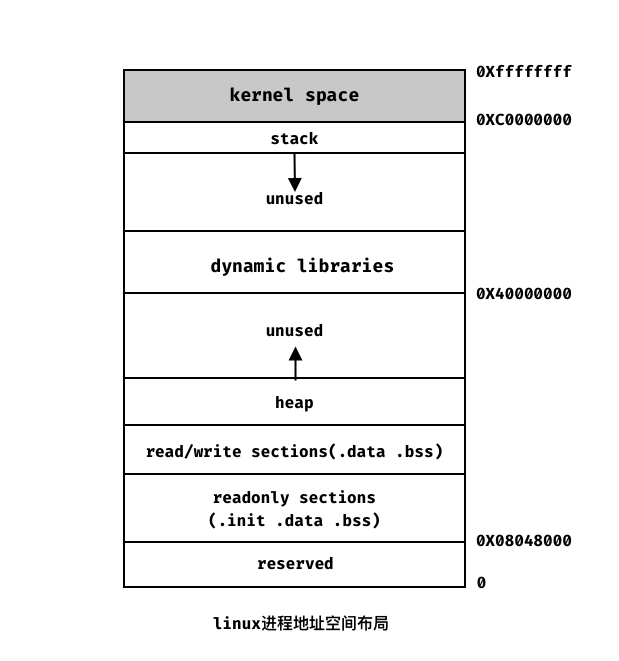 0Xffffffff
kernel space
0XC0000000
stack
unused
dynamic libraries
0X40000000
unused
heap
read/write sections(.data .bss)
readonly sections
(.init .data .bss)
0X08048000
reserved
0
linux进程地址空间布局